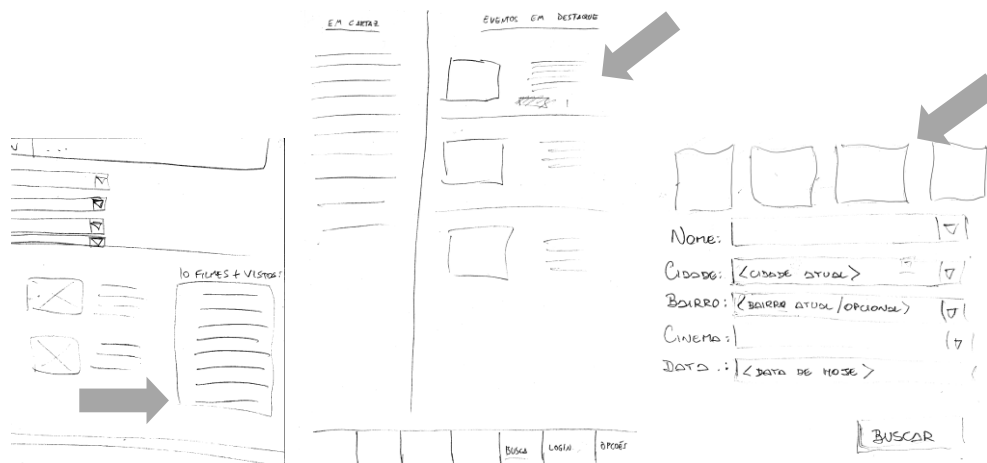 10 FILMES + VISTOS:
EM CARTAZ
EVENTOS EM DESTAQUE
BUSCA
LOGIN
OPCOÉS
Nome:
CIDADE: <CIDADE ATUAL>
BAIRRO: <BAIRRO ATUAL/OPCIONAL>
CINEMA:
DATA .: <DATA DE HOJE>
BUSCAR